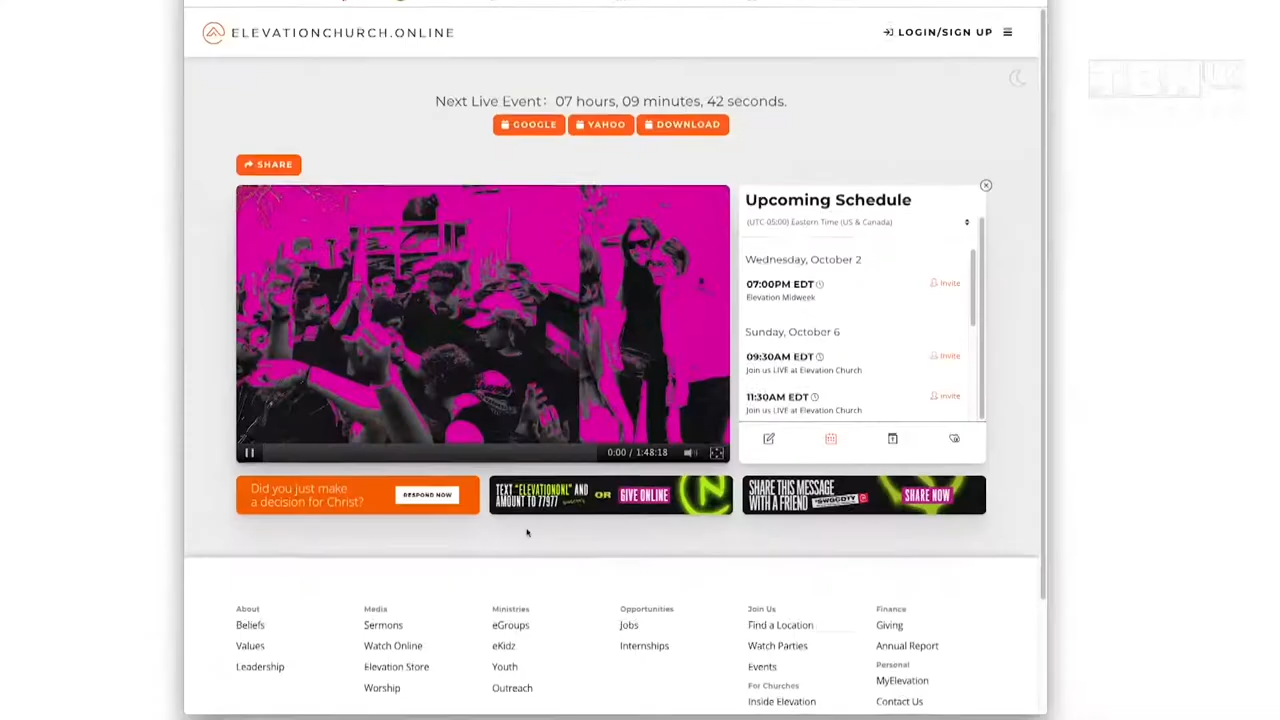 ELEVATIONCHURCH.ONLINE
LOGIN/SIGN UP
Next Live Event: 07 hours, 09 minutes, 42 seconds.
GOOGLE YAHOO DOWNLOAD
SHARE
Upcoming Schedule
(UTC-05:00) Eastern Time (US & Canada)
Wednesday, October 2
07:00PM EDT
Invite
Elevation Midweek
Sunday, October 6
09:30AM EDT
Invite
Join us LIVE at Elevation Church
11:30AM EDT
Invite
Join us LIVE at Elevation Church
0:00 / 1:48:18
Did you just make
a decision for Christ?
RESPOND NOW
TEXT "ELEVATIONONL" AND
AMOUNT TO 77977
OR
GIVE ONLINE
SHARE THIS MESSAGE
WITH A FRIEND
SHARE NOW
About
Beliefs
Values
Leadership
Media
Sermons
Watch Online
Elevation Store
Worship
Ministries
eGroups
eKidz
Youth
Outreach
Opportunities
Jobs
Internships
Join Us
Find a Location
Watch Parties
Events
For Churches
Inside Elevation
Finance
Giving
Annual Report
Personal
MyElevation
Contact Us